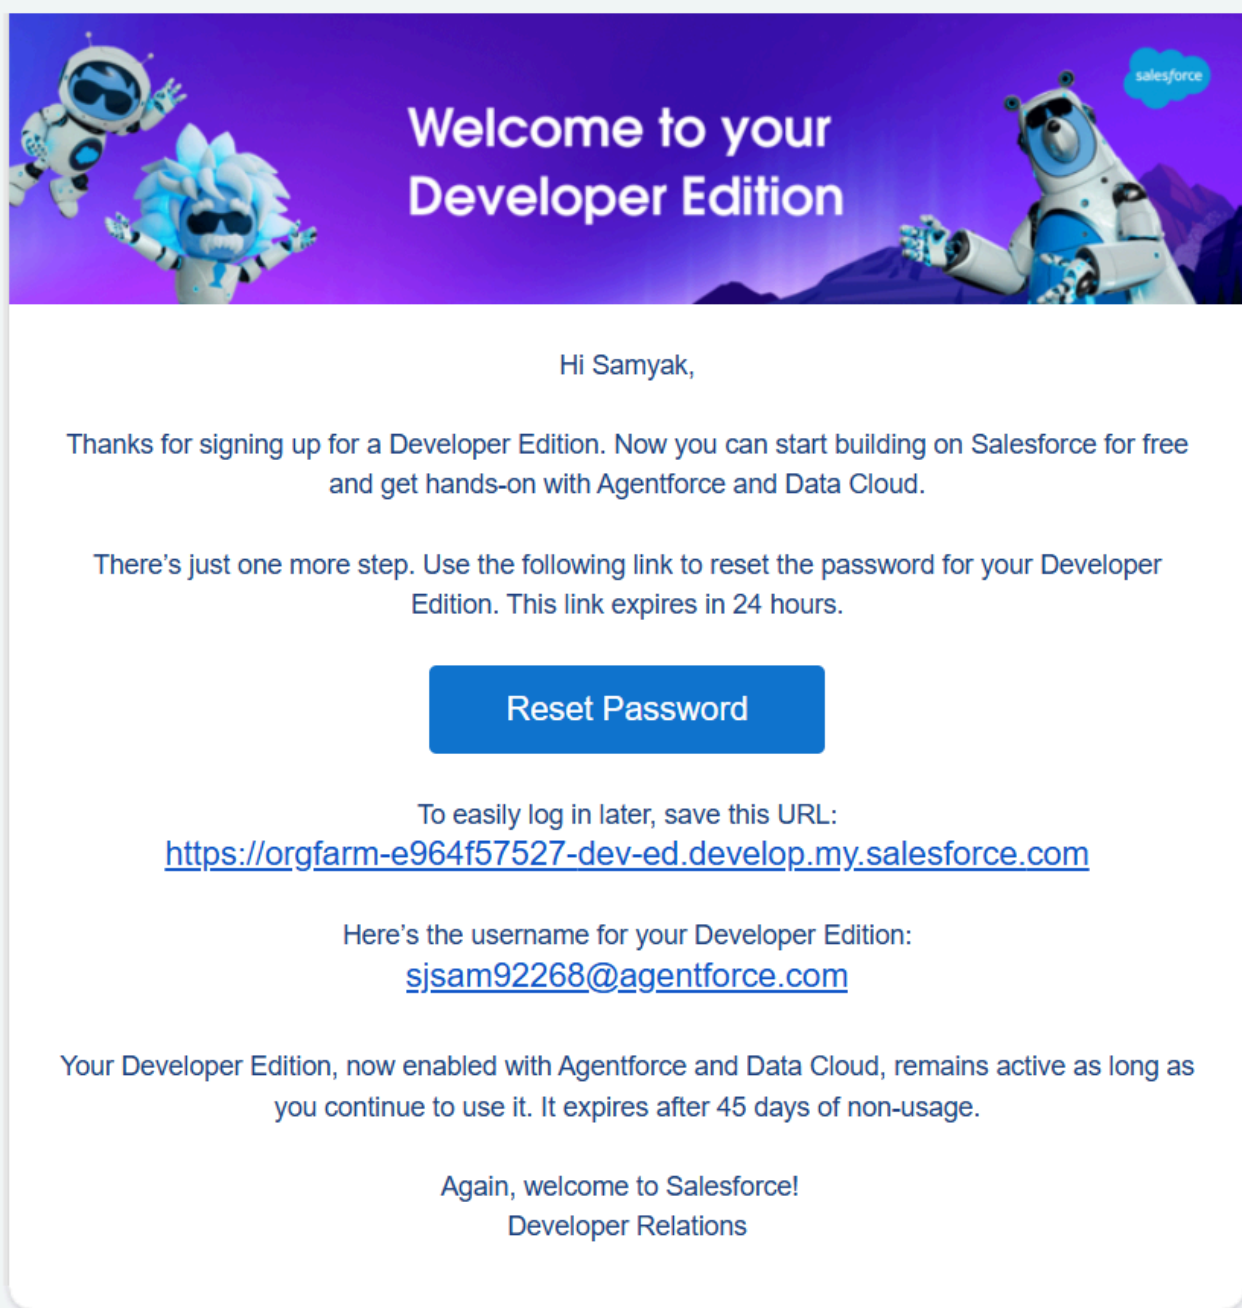 salesforce
Welcome to your
Developer Edition
Hi Samyak,
Thanks for signing up for a Developer Edition. Now you can start building on Salesforce for free
and get hands-on with Agentforce and Data Cloud.
There’s just one more step. Use the following link to reset the password for your Developer
Edition. This link expires in 24 hours.
Reset Password
To easily log in later, save this URL:
https://orgfarm-e964f57527-dev-ed.develop.my.salesforce.com
Here’s the username for your Developer Edition:
sjsam92268@agentforce.com
Your Developer Edition, now enabled with Agentforce and Data Cloud, remains active as long as
you continue to use it. It expires after 45 days of non-usage.
Again, welcome to Salesforce!
Developer Relations